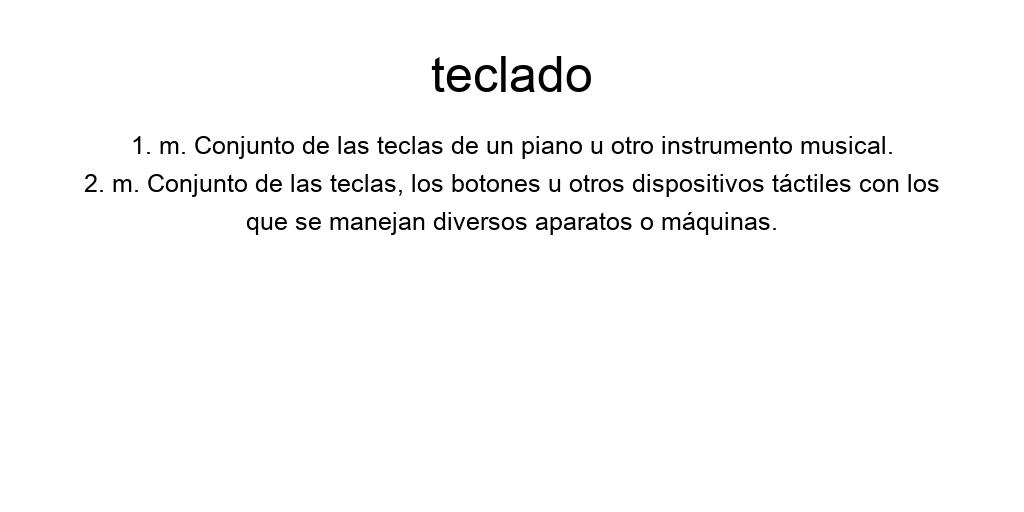 teclado
1. m. Conjunto de las teclas de un piano u otro instrumento musical.
2. m. Conjunto de las teclas, los botones u otros dispositivos táctiles con los
que se manejan diversos aparatos o máquinas.